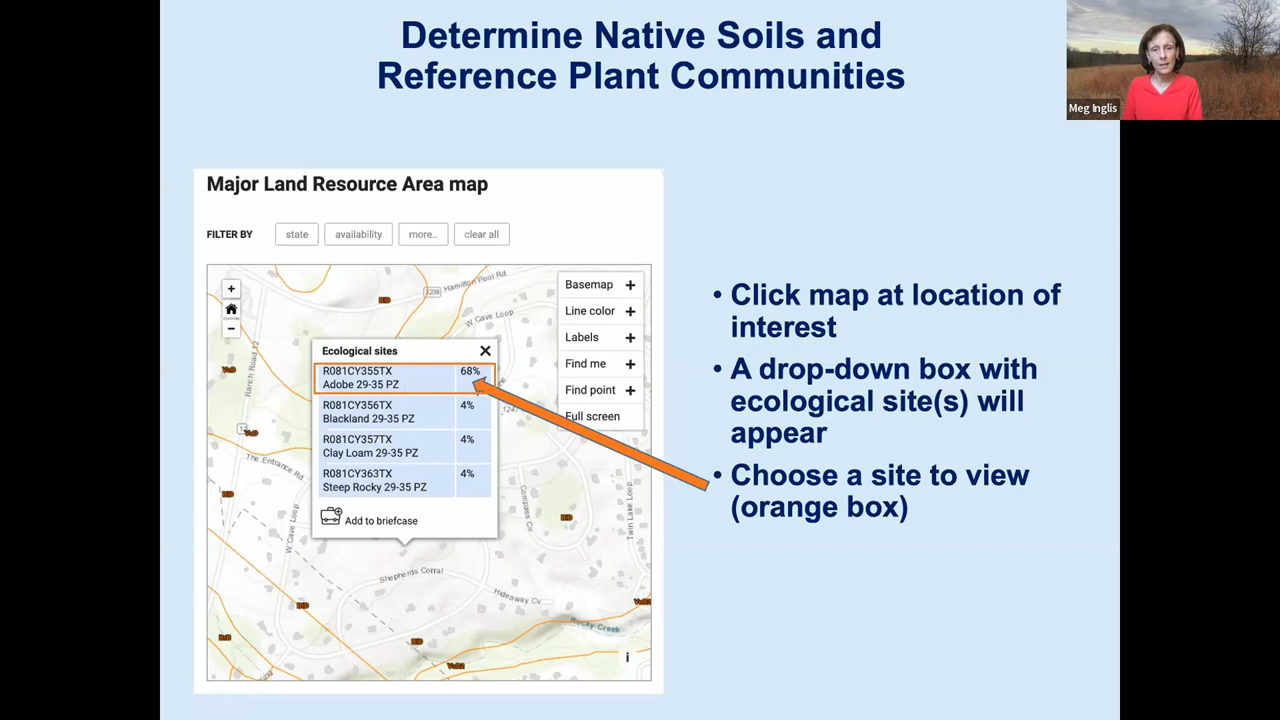 Determine Native Soils and
Reference Plant Communities
Meg Inglis
Major Land Resource Area map
FILTER BY
state
availability
more..
clear all
+
−
Hamilton Pool Rd
3238
W Cave Loop
Ranch Road 12
Basemap +
Line color +
Labels +
Find me +
Find point +
Full screen
Ecological sites
R081CY355TX 68%
Adobe 29-35 PZ
R081CY356TX 4%
Blackland 29-35 PZ
R081CY357TX 4%
Clay Loam 29-35 PZ
R081CY363TX 4%
Steep Rocky 29-35 PZ
Add to briefcase
The Entrance Rd
W Cave Loop
Compass Cir
Twin Lake Loop
Shepherds Corral
Hideaway Cv
Rocky Creek
i
• Click map at location of
interest
• A drop-down box with
ecological site(s) will
appear
• Choose a site to view
(orange box)